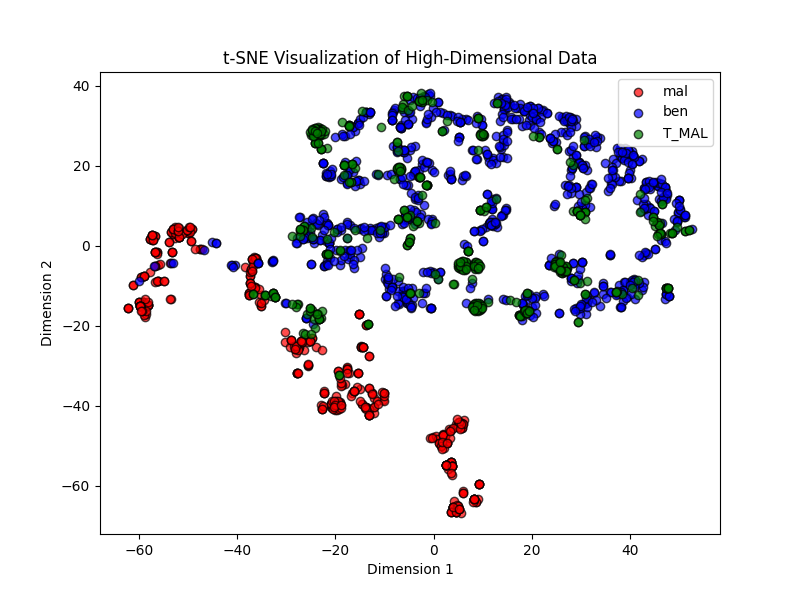 t-SNE Visualization of High-Dimensional Data
mal
ben
T_MAL
40
20
0
−20
−40
−60
Dimension 2
−60
−40
−20
0
20
40
Dimension 1